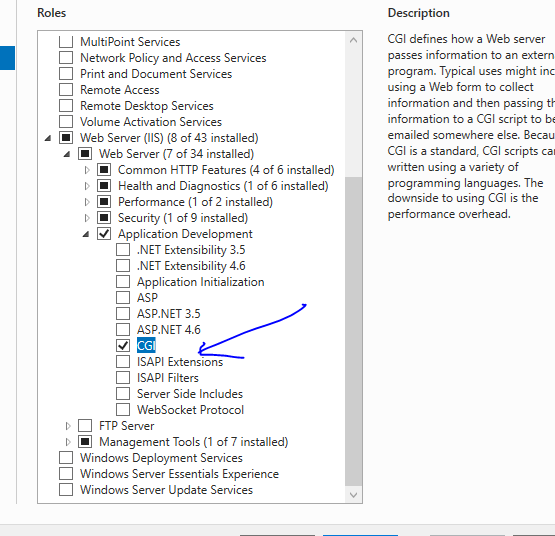 Roles
MultiPoint Services
Network Policy and Access Services
Print and Document Services
Remote Access
Remote Desktop Services
Volume Activation Services
Web Server (IIS) (8 of 43 installed)
Web Server (7 of 34 installed)
Common HTTP Features (4 of 6 installed)
Health and Diagnostics (1 of 6 installed)
Performance (1 of 2 installed)
Security (1 of 9 installed)
Application Development
.NET Extensibility 3.5
.NET Extensibility 4.6
Application Initialization
ASP
ASP.NET 3.5
ASP.NET 4.6
CGI
ISAPI Extensions
ISAPI Filters
Server Side Includes
WebSocket Protocol
FTP Server
Management Tools (1 of 7 installed)
Windows Deployment Services
Windows Server Essentials Experience
Windows Server Update Services
Description
CGI defines how a Web server
passes information to an extern
program. Typical uses might inc
using a Web form to collect
information and then passing th
information to a CGI script to be
emailed somewhere else. Becau
CGI is a standard, CGI scripts ca
written using a variety of
programming languages. The
downside to using CGI is the
performance overhead.